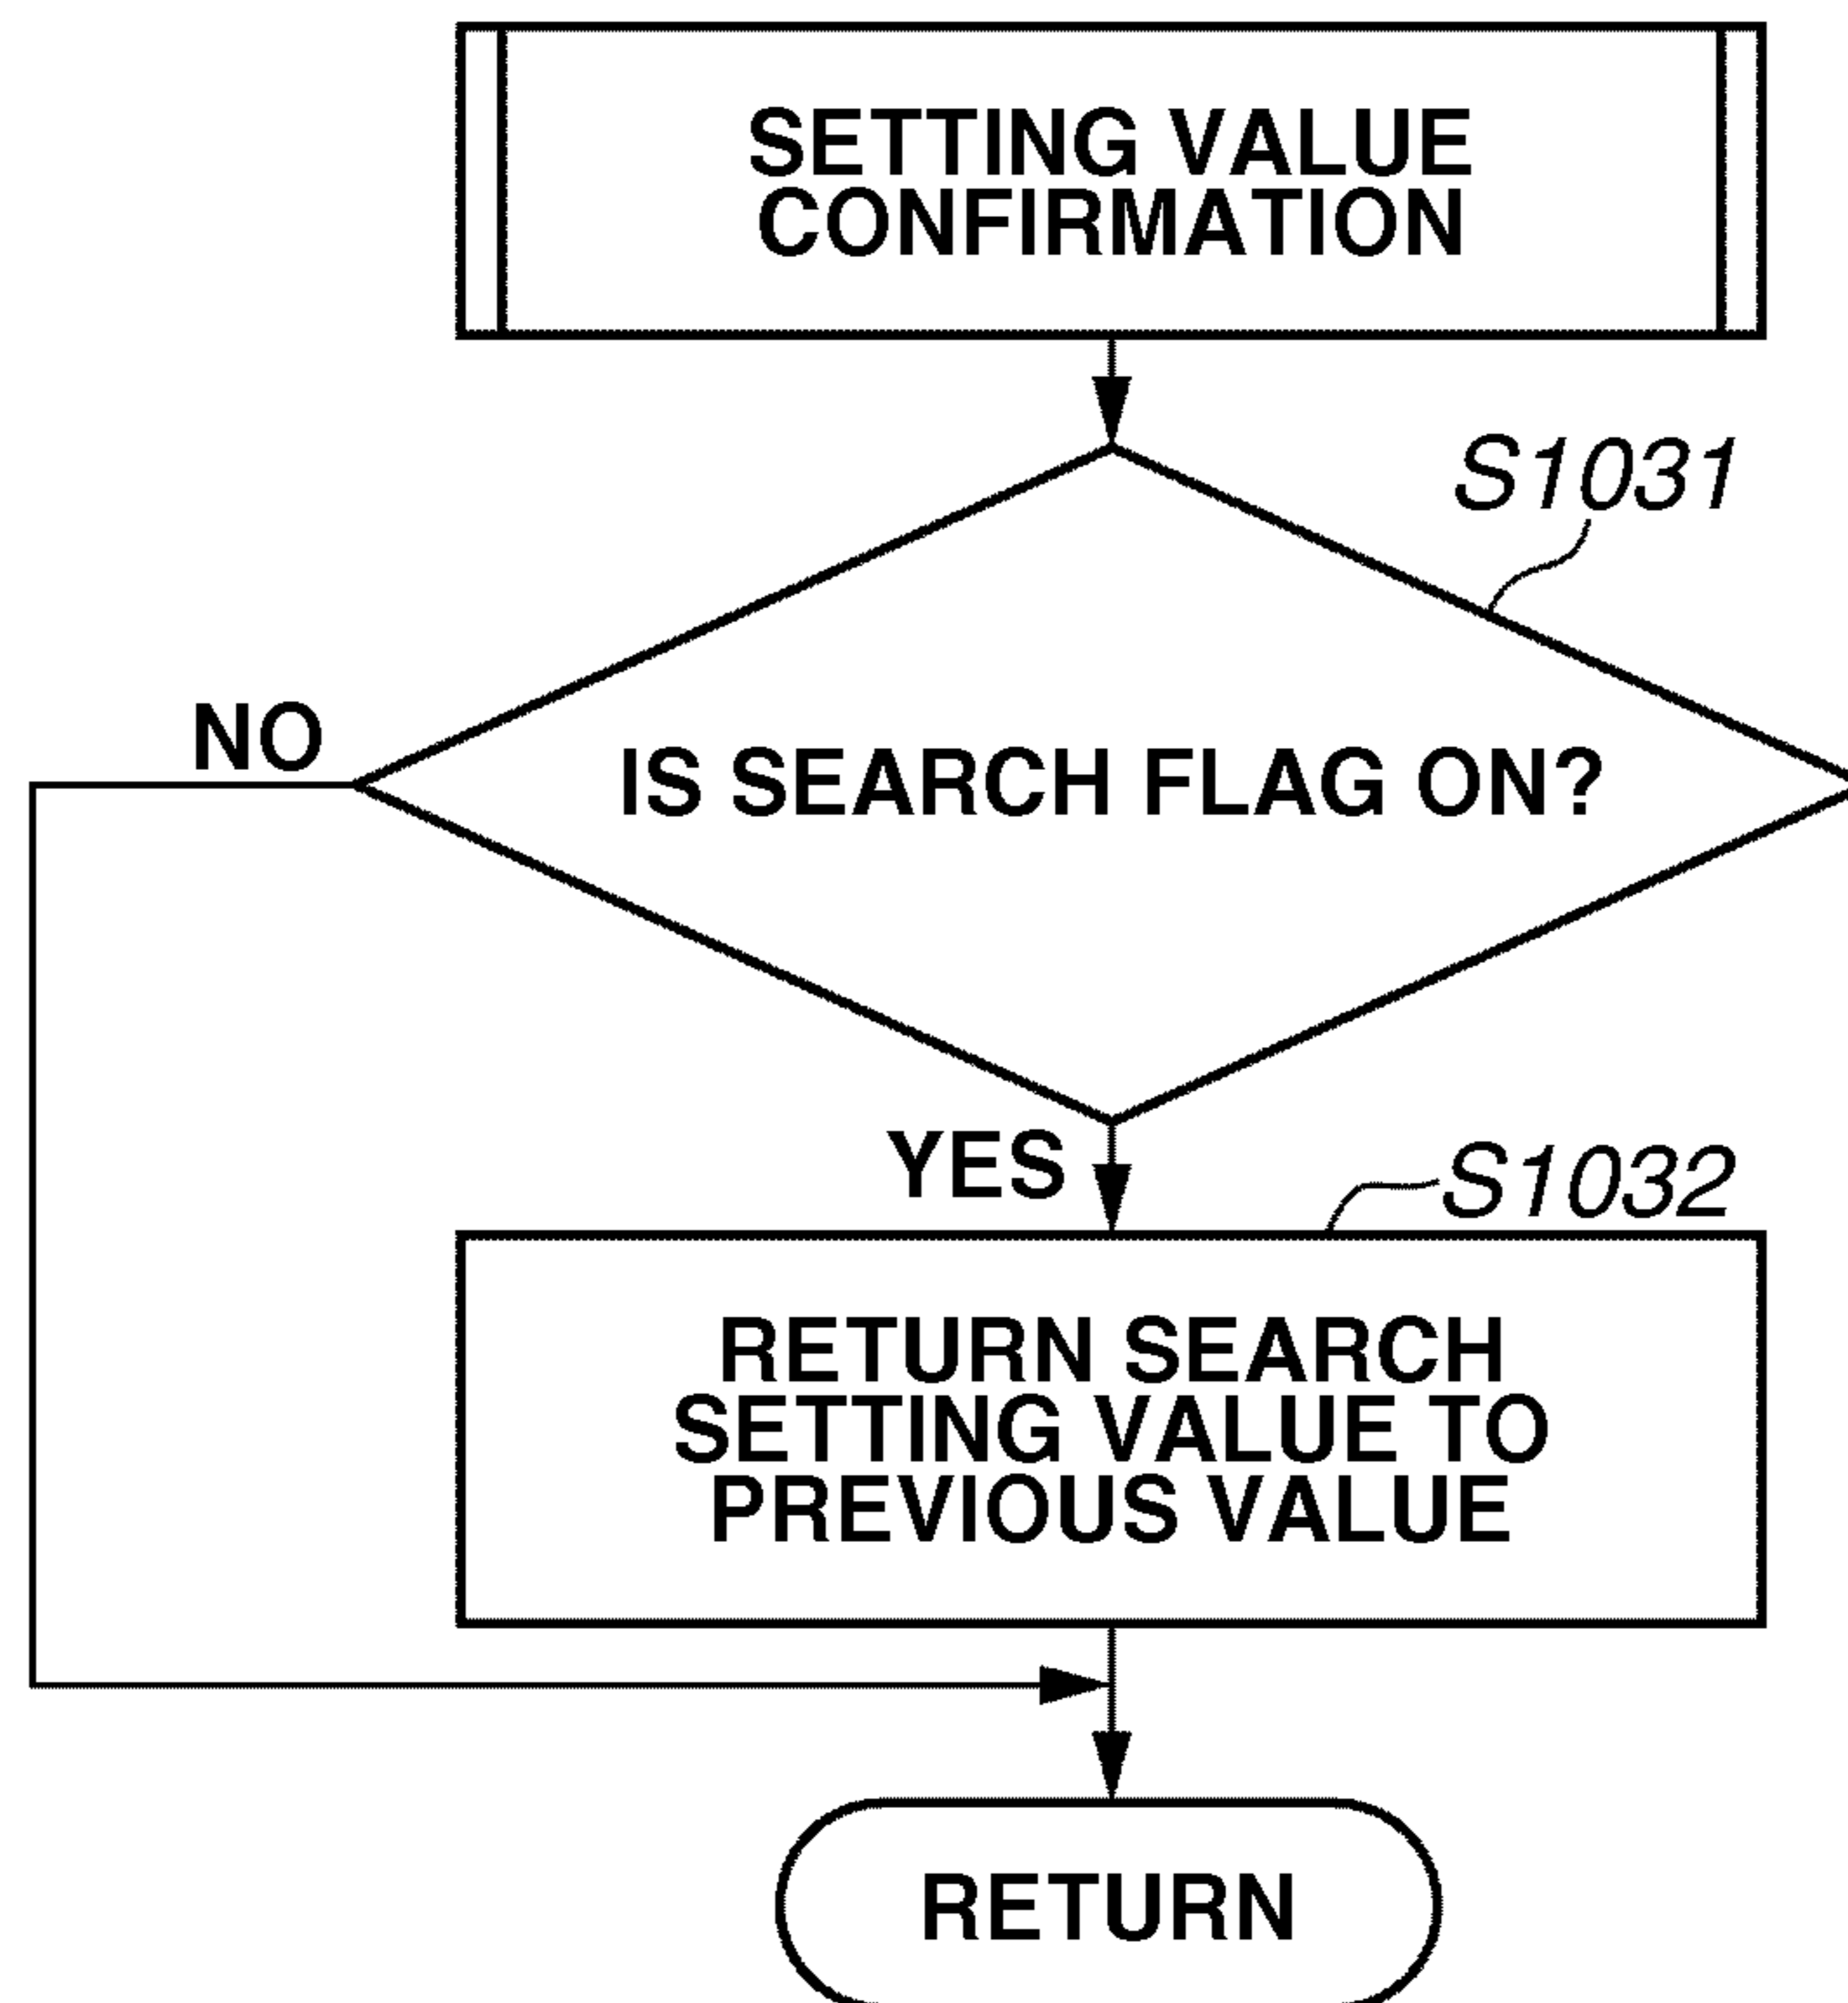 SETTING VALUE
CONFIRMATION
S1031
NO
IS SEARCH FLAG ON?
YES
S1032
RETURN SEARCH
SETTING VALUE TO
PREVIOUS VALUE
RETURN